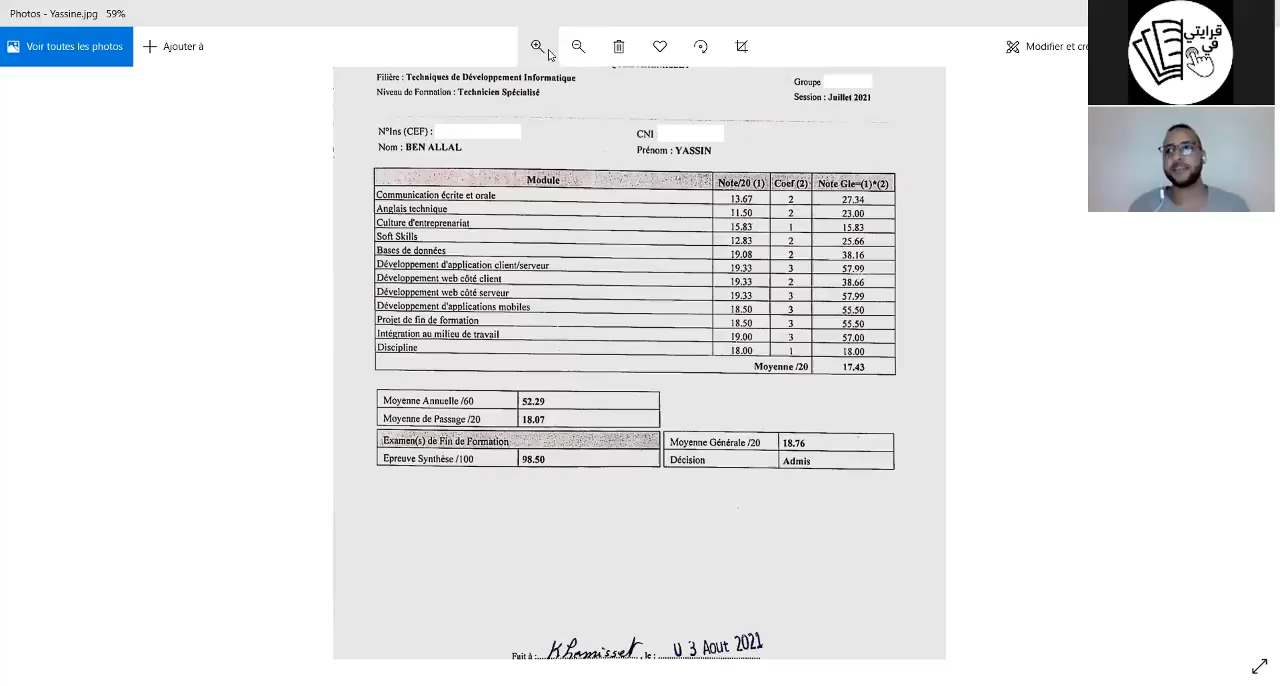 Photos - Yassine.jpg 59%
Voir toutes les photos
Ajouter à
Modifier et cr
قرايتي
في
Filière : Techniques de Développement Informatique
Groupe
Niveau de Formation : Technicien Spécialisé
Session : Juillet 2021
N°Ins (CEF) :
CNI
Nom : BEN ALLAL
Prénom : YASSIN
Module Note/20 (1) Coef (2) Note Gle=(1)*(2)
Communication écrite et orale 13.67 2 27.34
Anglais technique 11.50 2 23.00
Culture d'entreprenariat 15.83 1 15.83
Soft Skills 12.83 2 25.66
Bases de données 19.08 2 38.16
Développement d'application client/serveur 19.33 3 57.99
Développement web côté client 19.33 2 38.66
Développement web côté serveur 19.33 3 57.99
Développement d'applications mobiles 18.50 3 55.50
Projet de fin de formation 18.50 3 55.50
Intégration au milieu de travail 19.00 3 57.00
Discipline 18.00 1 18.00
Moyenne /20 17.43
Moyenne Annuelle /60 52.29
Moyenne de Passage /20 18.07
Examen(s) de Fin de Formation
Moyenne Générale /20 18.76
Epreuve Synthèse /100 98.50
Décision Admis
Fait à : Khemisset , le : 03 Aout 2021